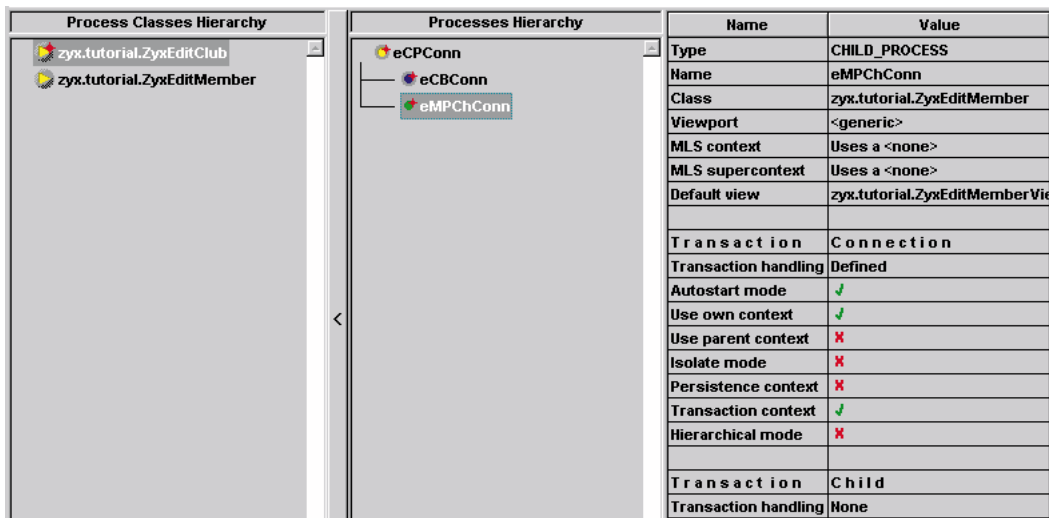 Process Classes Hierarchy
zyx.tutorial.ZyxEditClub
zyx.tutorial.ZyxEditMember
<
Processes Hierarchy
eCPConn
eCBConn
eMPChConn
Name Value
Type CHILD_PROCESS
Name eMPChConn
Class zyx.tutorial.ZyxEditMember
Viewport <generic>
MLS context Uses a <none>
MLS supercontext Uses a <none>
Default view zyx.tutorial.ZyxEditMemberVie
Transaction Connection
Transaction handling Defined
Autostart mode ✓
Use own context ✓
Use parent context ✗
Isolate mode ✗
Persistence context ✗
Transaction context ✓
Hierarchical mode ✗
Transaction Child
Transaction handling None